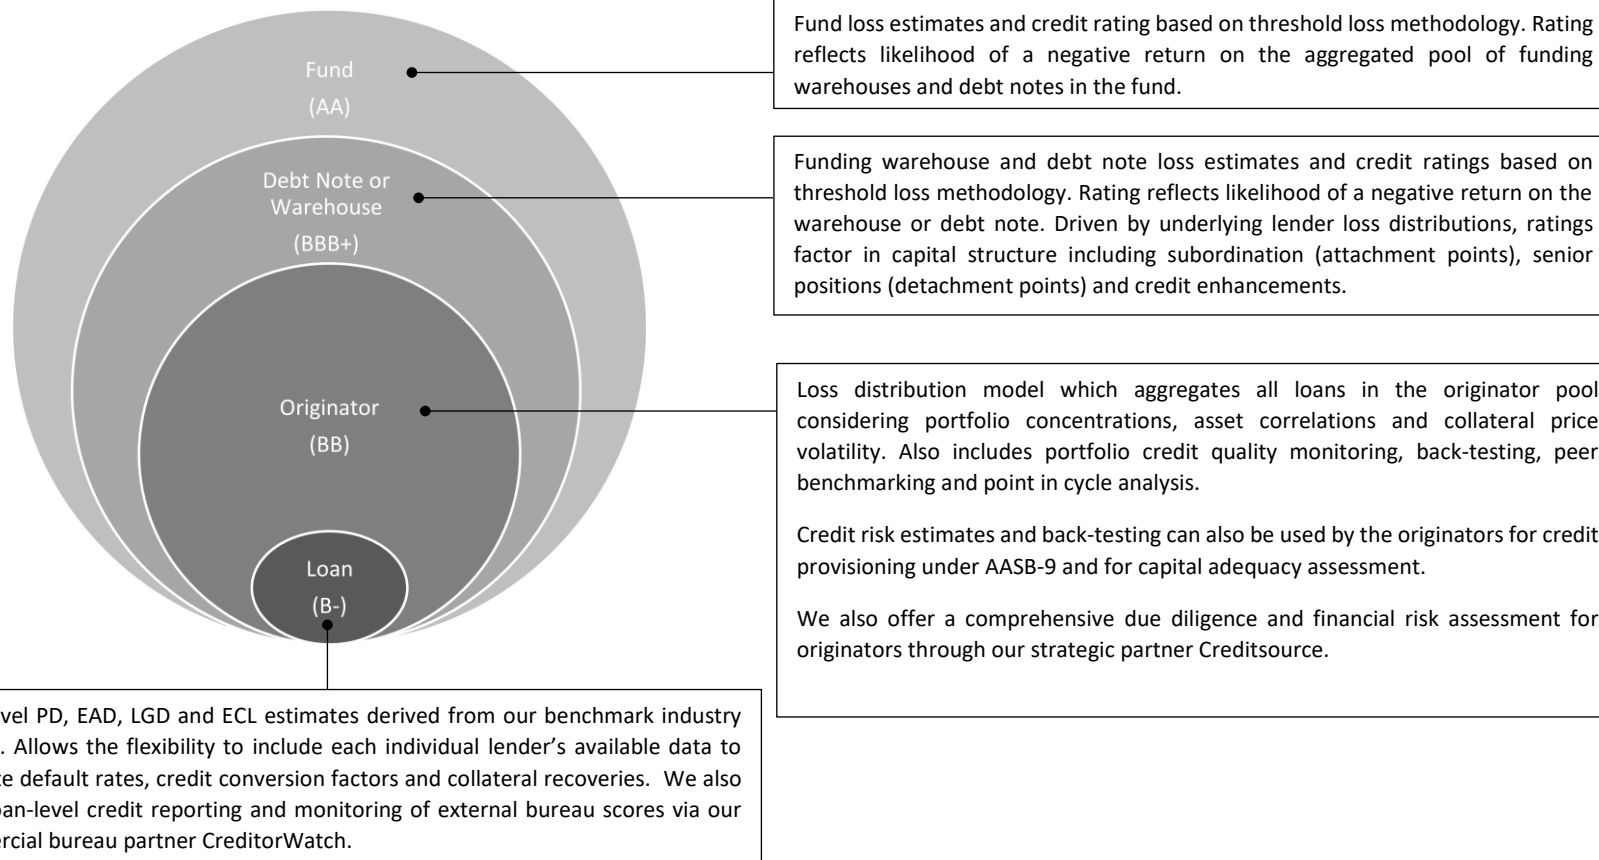 Fund
(AA)
Debt Note or
Warehouse
(BBB+)
Originator
(BB)
Loan
(B-)
Fund loss estimates and credit rating based on threshold loss methodology. Rating
reflects likelihood of a negative return on the aggregated pool of funding
warehouses and debt notes in the fund.
Funding warehouse and debt note loss estimates and credit ratings based on
threshold loss methodology. Rating reflects likelihood of a negative return on the
warehouse or debt note. Driven by underlying lender loss distributions, ratings
factor in capital structure including subordination (attachment points), senior
positions (detachment points) and credit enhancements.
Loss distribution model which aggregates all loans in the originator pool
considering portfolio concentrations, asset correlations and collateral price
volatility. Also includes portfolio credit quality monitoring, back-testing, peer
benchmarking and point in cycle analysis.
Credit risk estimates and back-testing can also be used by the originators for credit
provisioning under AASB-9 and for capital adequacy assessment.
We also offer a comprehensive due diligence and financial risk assessment for
originators through our strategic partner Creditsource.
vel PD, EAD, LGD and ECL estimates derived from our benchmark industry
. Allows the flexibility to include each individual lender's available data to
te default rates, credit conversion factors and collateral recoveries. We also
oan-level credit reporting and monitoring of external bureau scores via our
ercial bureau partner CreditorWatch.